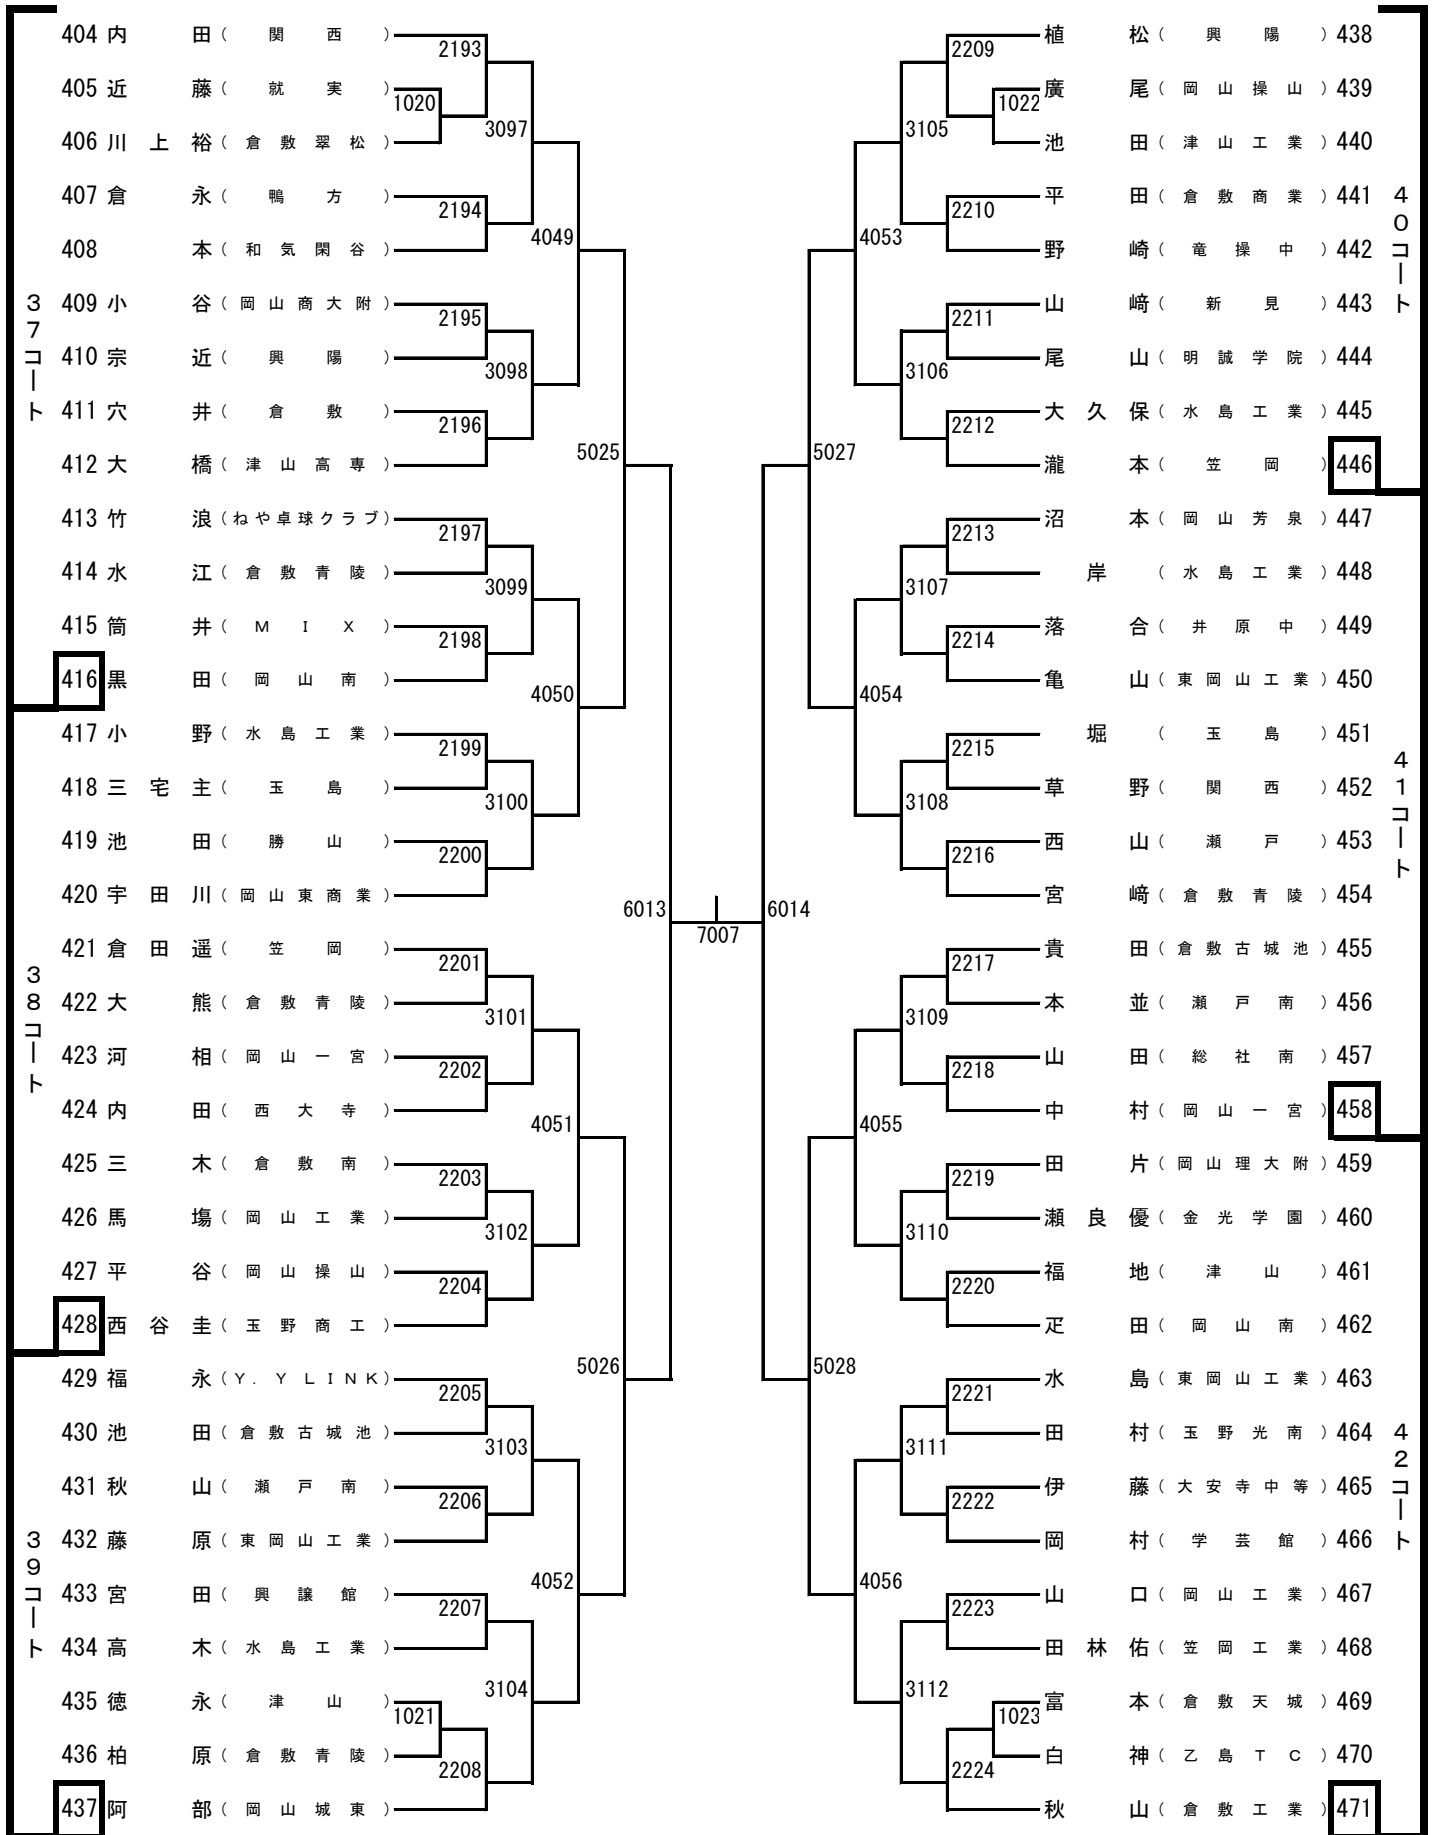 404 内田 （関西）
405 近藤 （就実）
406 川上裕 （倉敷翠松）
407 倉永 （鴨方）
408 本 （和気閑谷）
409 小谷 （岡山商大附）
410 宗近 （興陽）
411 穴井 （倉敷）
412 大橋 （津山高専）
413 竹浪 （ねや卓球クラブ）
414 水江 （倉敷青陵）
415 筒井 （ＭＩＸ）
416 黒田 （岡山南）
417 小野 （水島工業）
418 三宅主 （玉島）
419 池田 （勝山）
420 宇田川 （岡山東商業）
421 倉田遥 （笠岡）
422 大熊 （倉敷青陵）
423 河相 （岡山一宮）
424 内田 （西大寺）
425 三木 （倉敷南）
426 馬塲 （岡山工業）
427 平谷 （岡山操山）
428 西谷圭 （玉野商工）
429 福永 （Ｙ．ＹＬＩＮＫ）
430 池田 （倉敷古城池）
431 秋山 （瀬戸南）
432 藤原 （東岡山工業）
433 宮田 （興譲館）
434 高木 （水島工業）
435 徳永 （津山）
436 柏原 （倉敷青陵）
437 阿部 （岡山城東）
37コート
38コート
39コート
1020
1021
2193
2194
2195
2196
2197
2198
2199
2200
2201
2202
2203
2204
2205
2206
2207
2208
3097
3098
3099
3100
3101
3102
3103
3104
4049
4050
4051
4052
5025
5026
6013
7007
6014
5027
5028
4053
4054
4055
4056
3105
3106
3107
3108
3109
3110
3111
3112
2209
2210
2211
2212
2213
2214
2215
2216
2217
2218
2219
2220
2221
2222
2223
2224
1022
1023
植松 （興陽） 438
廣尾 （岡山操山） 439
池田 （津山工業） 440
平田 （倉敷商業） 441
野崎 （竜操中） 442
山﨑 （新見） 443
尾山 （明誠学院） 444
大久保 （水島工業） 445
瀧本 （笠岡） 446
沼本 （岡山芳泉） 447
岸 （水島工業） 448
落合 （井原中） 449
亀山 （東岡山工業） 450
堀 （玉島） 451
草野 （関西） 452
西山 （瀬戸） 453
宮﨑 （倉敷青陵） 454
貴田 （倉敷古城池） 455
本並 （瀬戸南） 456
山田 （総社南） 457
中村 （岡山一宮） 458
田片 （岡山理大附） 459
瀬良優 （金光学園） 460
福地 （津山） 461
疋田 （岡山南） 462
水島 （東岡山工業） 463
田村 （玉野光南） 464
伊藤 （大安寺中等） 465
岡村 （学芸館） 466
山口 （岡山工業） 467
田林佑 （笠岡工業） 468
富本 （倉敷天城） 469
白神 （乙島ＴＣ） 470
秋山 （倉敷工業） 471
40コート
41コート
42コート